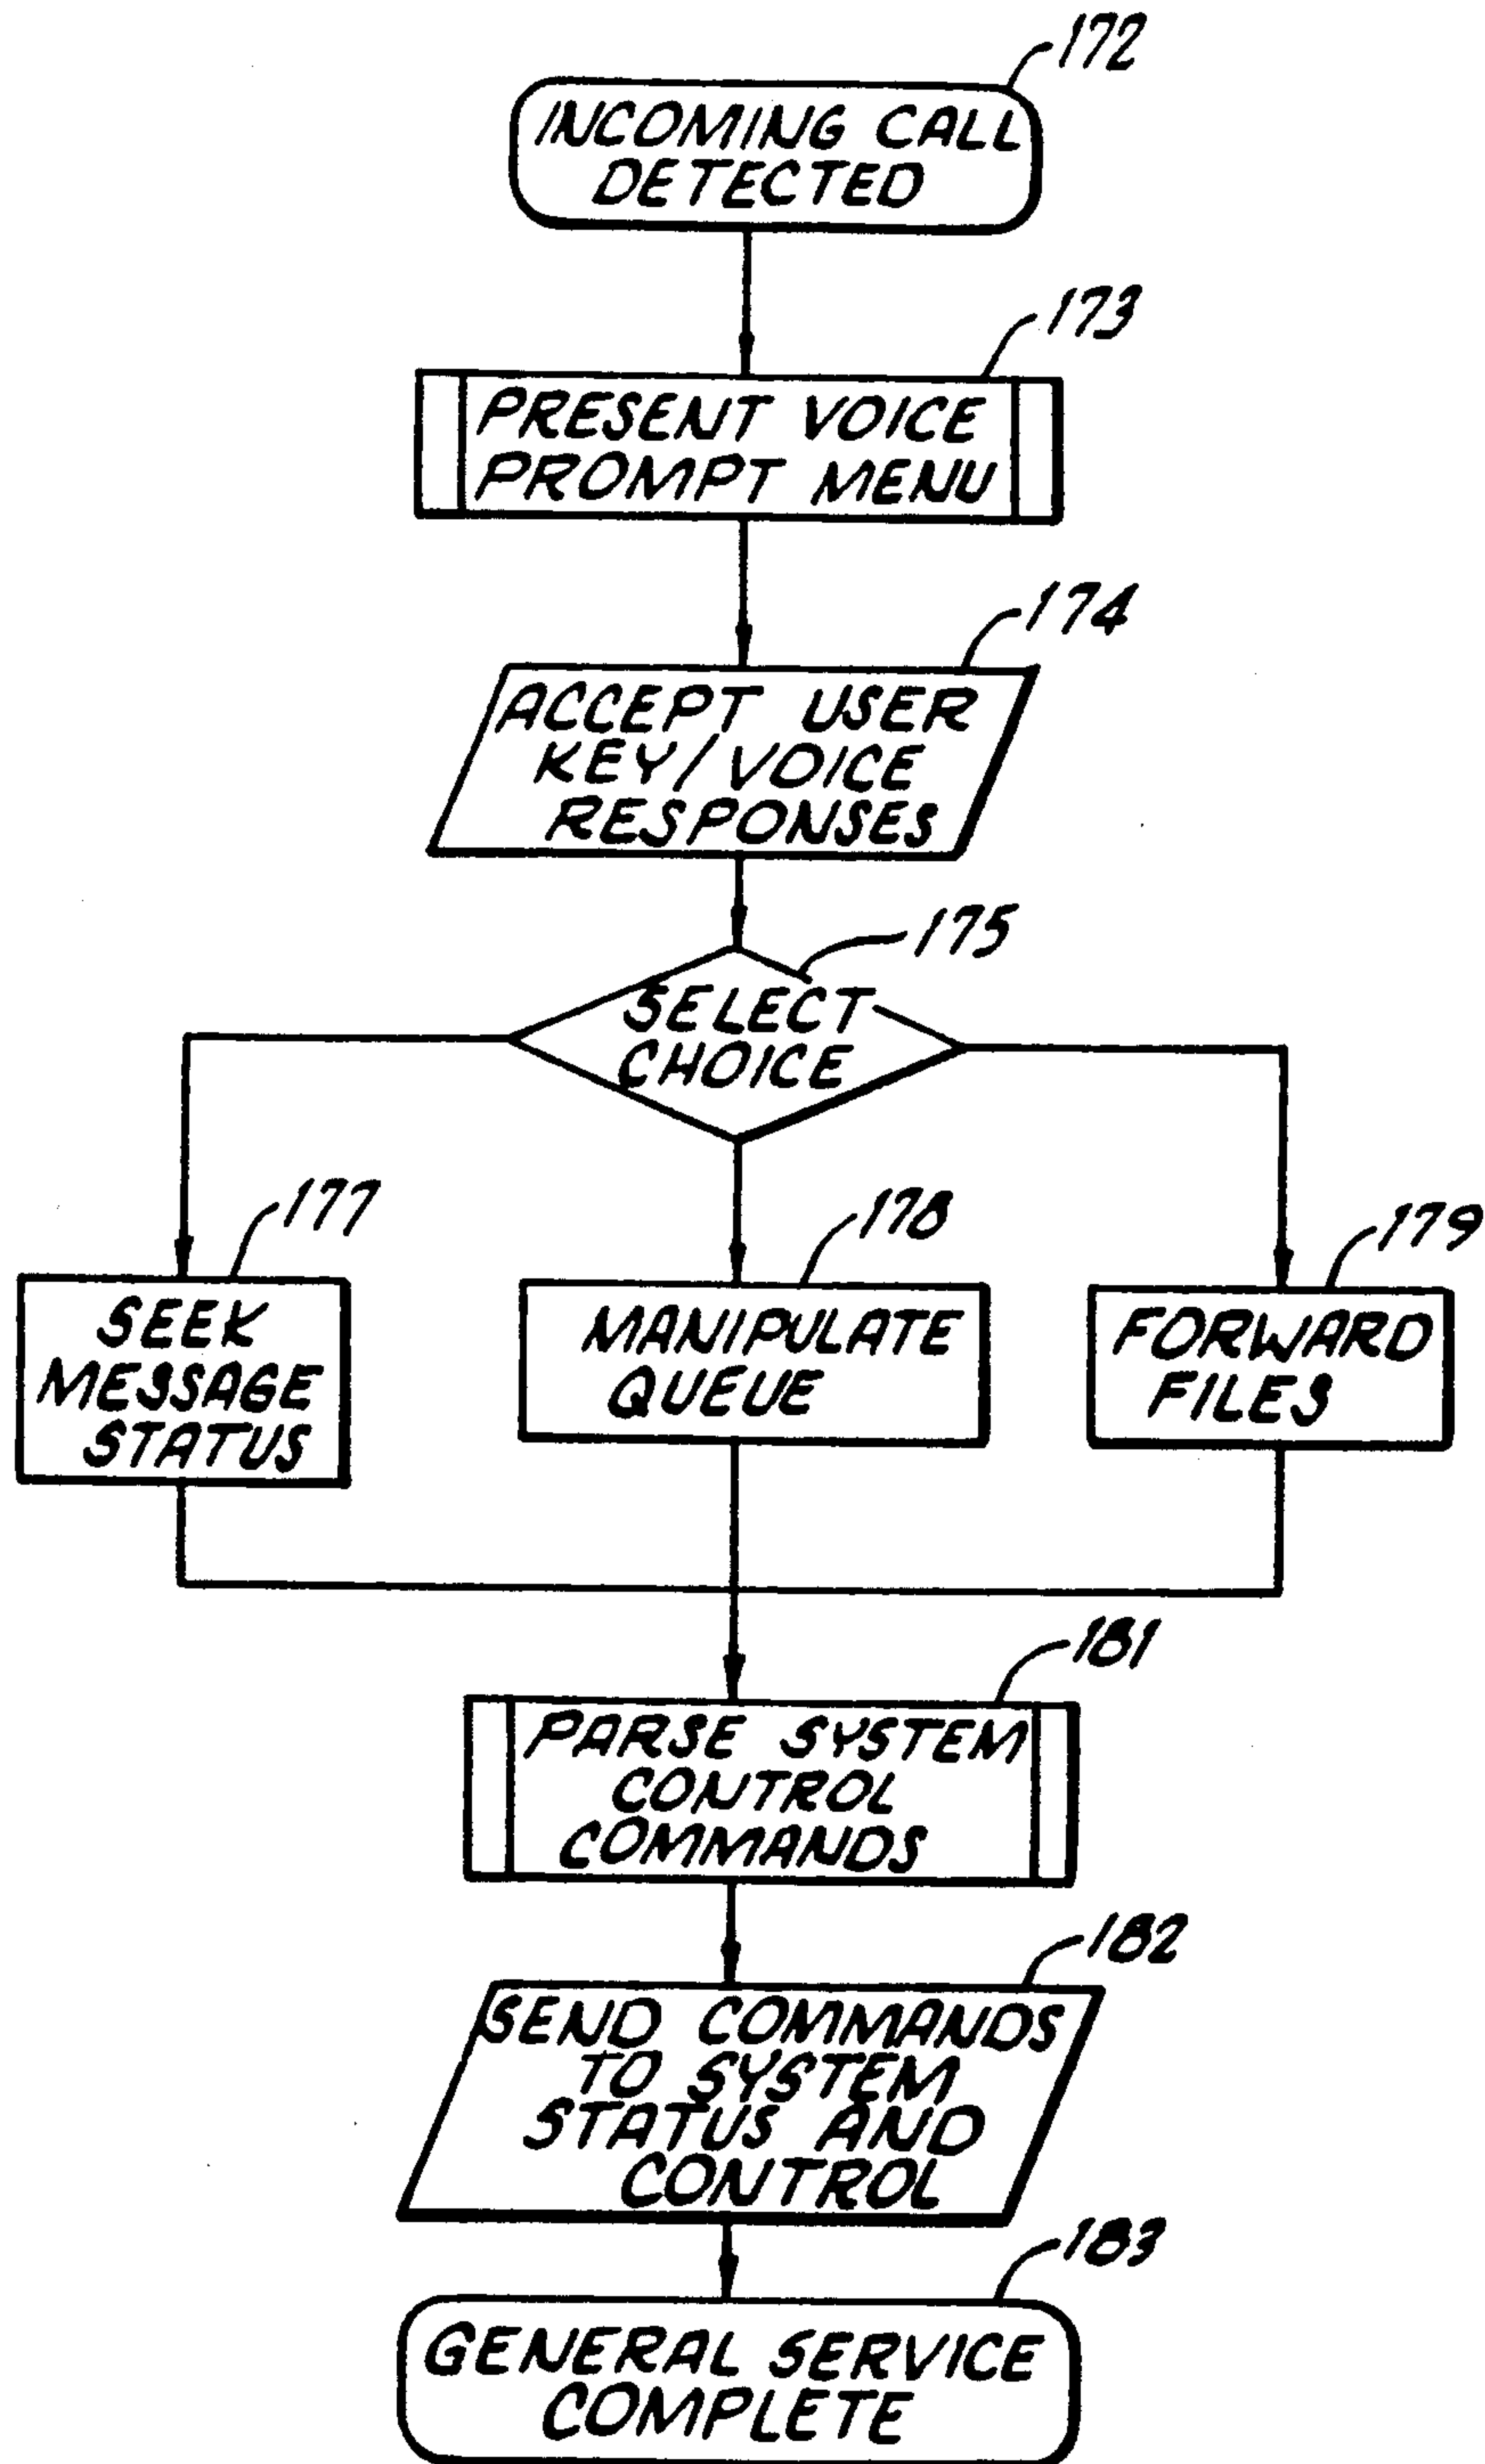 172
INCOMING CALL
DETECTED
173
PRESENT VOICE
PROMPT MENU
174
ACCEPT USER
KEY/VOICE
RESPONSES
175
SELECT
CHOICE
177
SEEK
MESSAGE
STATUS
178
MANIPULATE
QUEUE
179
FORWARD
FILES
181
PARSE SYSTEM
CONTROL
COMMANDS
182
SEND COMMANDS
TO SYSTEM
STATUS AND
CONTROL
183
GENERAL SERVICE
COMPLETE